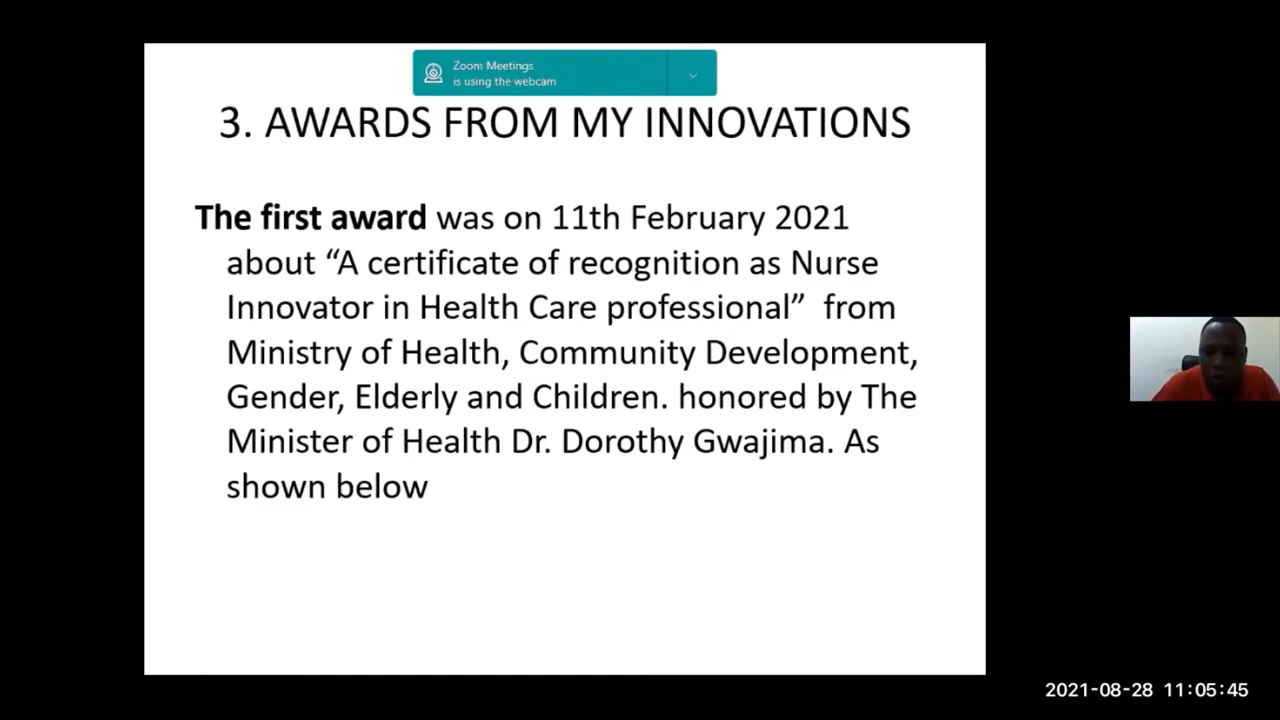 Zoom Meetings
is using the webcam
3. AWARDS FROM MY INNOVATIONS
The first award was on 11th February 2021
about “A certificate of recognition as Nurse
Innovator in Health Care professional”  from
Ministry of Health, Community Development,
Gender, Elderly and Children. honored by The
Minister of Health Dr. Dorothy Gwajima. As
shown below
2021-08-28 11:05:45